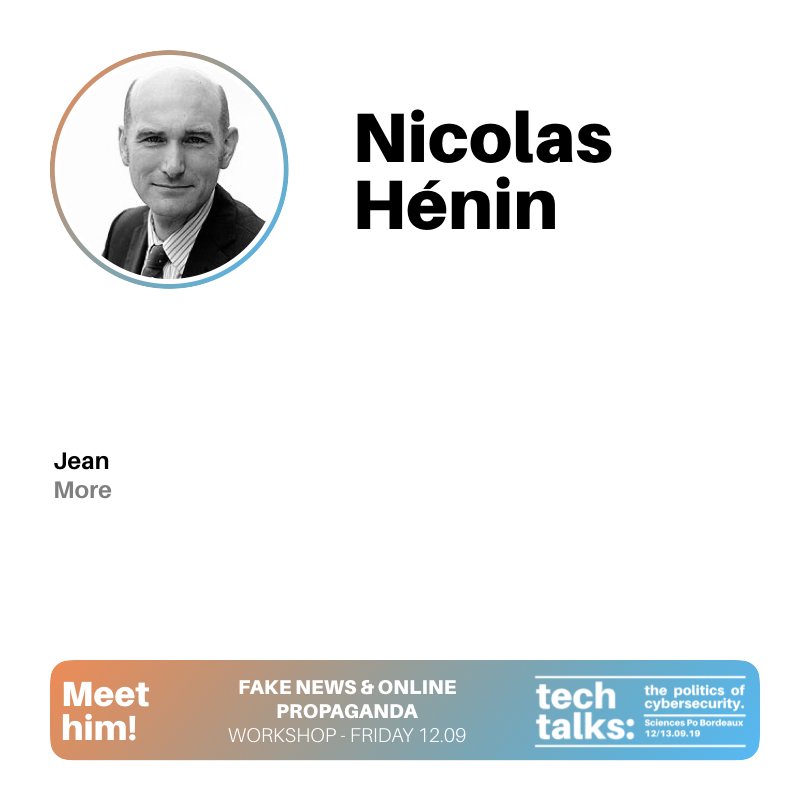 Nicolas
Hénin
Jean
More
Meet
him!
FAKE NEWS & ONLINE
PROPAGANDA
WORKSHOP - FRIDAY 12.09
tech
talks:
the politics of
cybersecurity.
Sciences Po Bordeaux
12/13.09.19